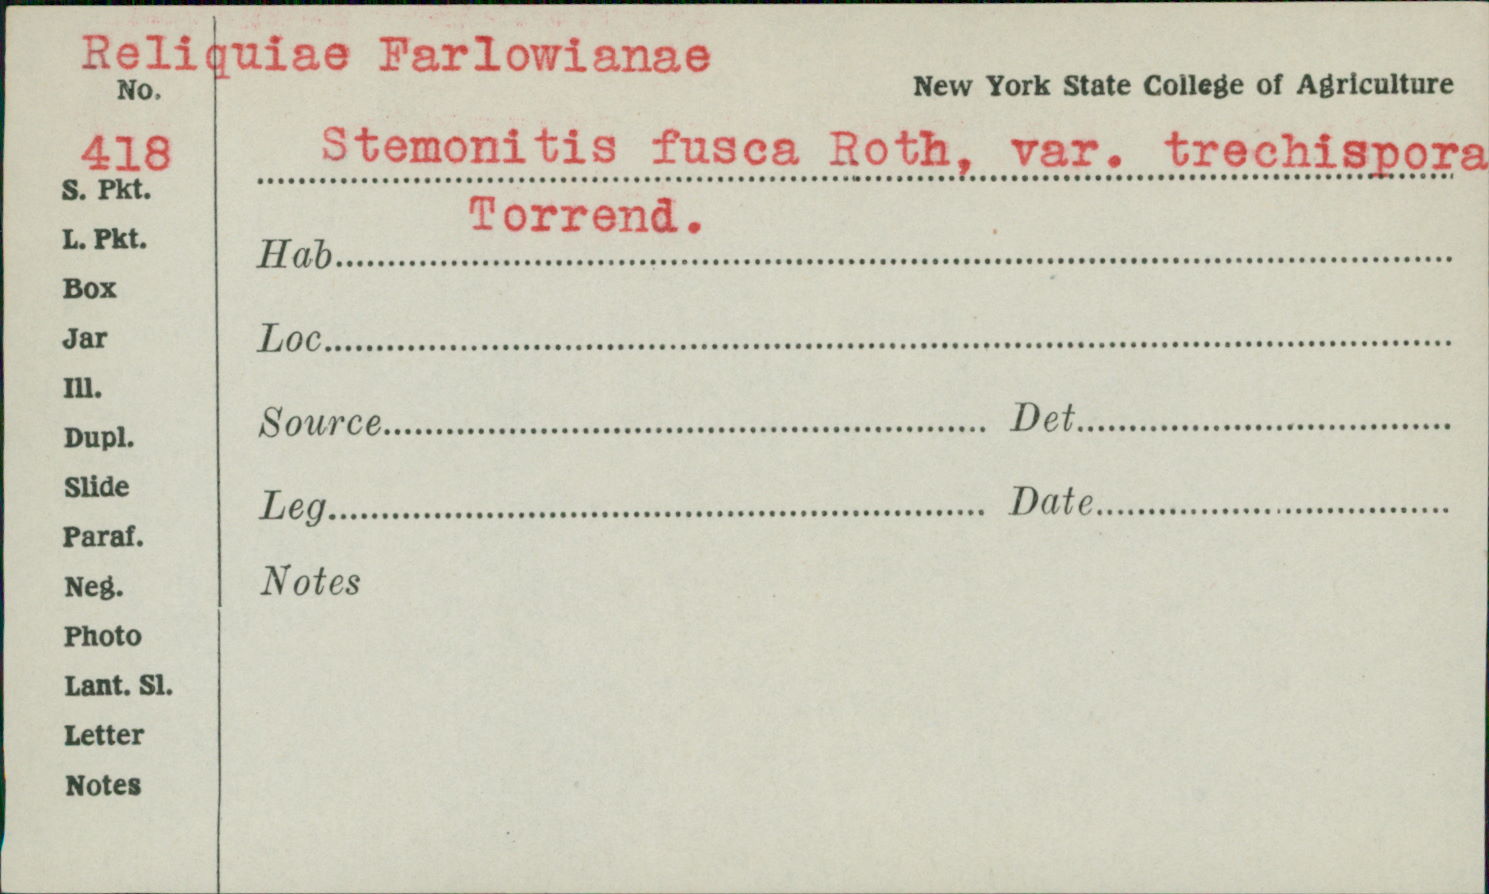 Reliquiae Farlowianae
No.
New York State College of Agriculture
418
Stemonitis fusca Roth, var. trechispora
S. Pkt.
Torrend.
L. Pkt.
Hab
Box
Jar
Loc
Ill.
Source
Det
Dupl.
Slide
Leg
Date
Paraf.
Neg.
Notes
Photo
Lant. Sl.
Letter
Notes